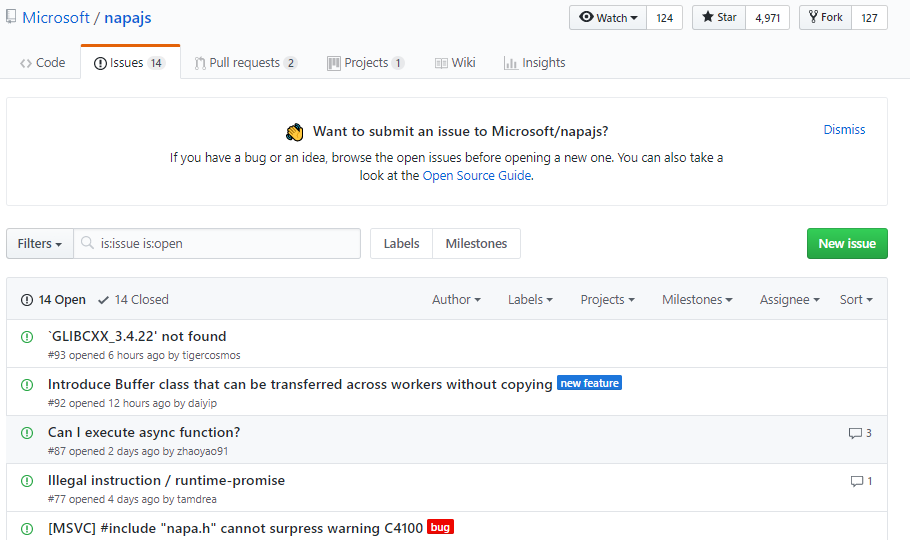 Microsoft / napajs
Watch 124 Star 4,971 Fork 127
Code Issues 14 Pull requests 2 Projects 1 Wiki Insights
Want to submit an issue to Microsoft/napajs?
Dismiss
If you have a bug or an idea, browse the open issues before opening a new one. You can also take a
look at the Open Source Guide.
Filters is:issue is:open Labels Milestones New issue
14 Open 14 Closed Author Labels Projects Milestones Assignee Sort
`GLIBCXX_3.4.22' not found
#93 opened 6 hours ago by tigercosmos
Introduce Buffer class that can be transferred across workers without copying new feature
#92 opened 12 hours ago by daiyip
Can I execute async function? 3
#87 opened 2 days ago by zhaoyao91
Illegal instruction / runtime-promise 1
#77 opened 4 days ago by tamdrea
[MSVC] #include "napa.h" cannot surpress warning C4100 bug